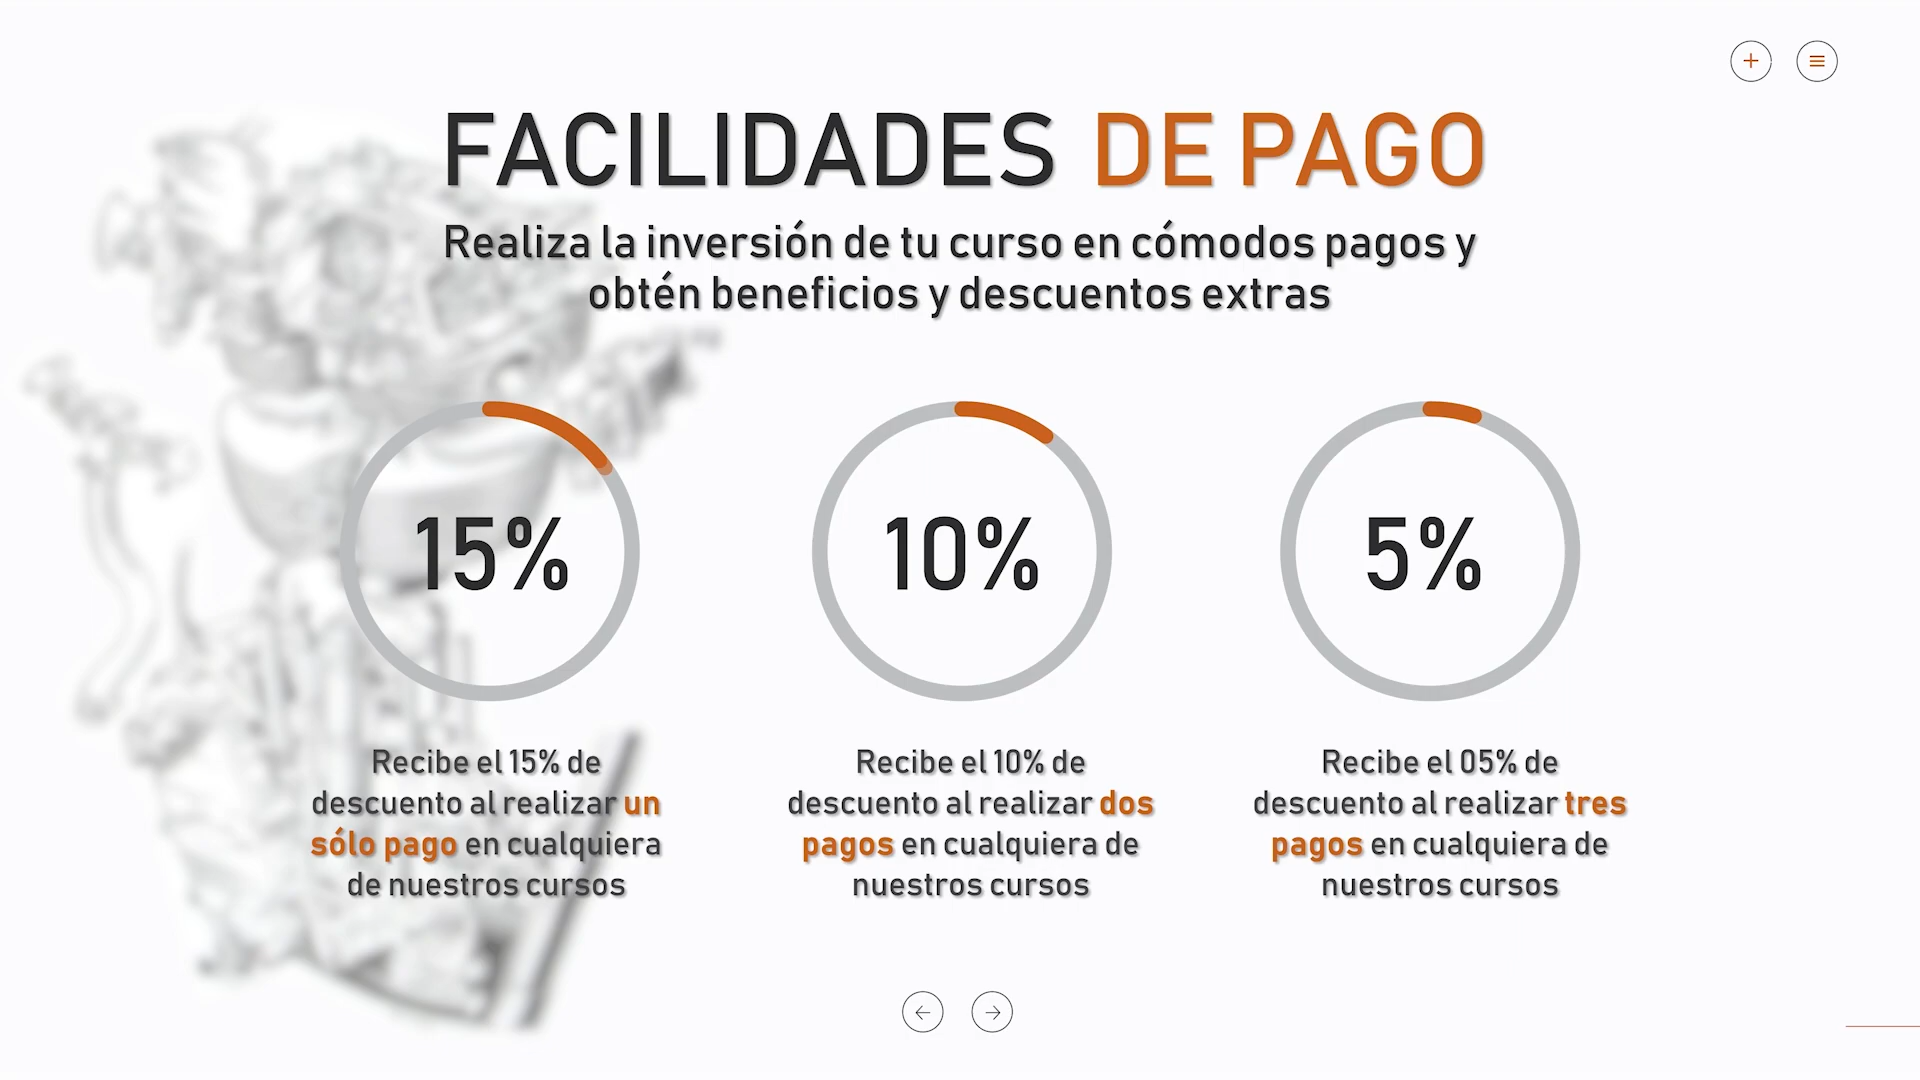 FACILIDADES DE PAGO
Realiza la inversión de tu curso en cómodos pagos y
obtén beneficios y descuentos extras
15%
10%
5%
Recibe el 15% de
descuento al realizar un
sólo pago en cualquiera
de nuestros cursos
Recibe el 10% de
descuento al realizar dos
pagos en cualquiera de
nuestros cursos
Recibe el 05% de
descuento al realizar tres
pagos en cualquiera de
nuestros cursos